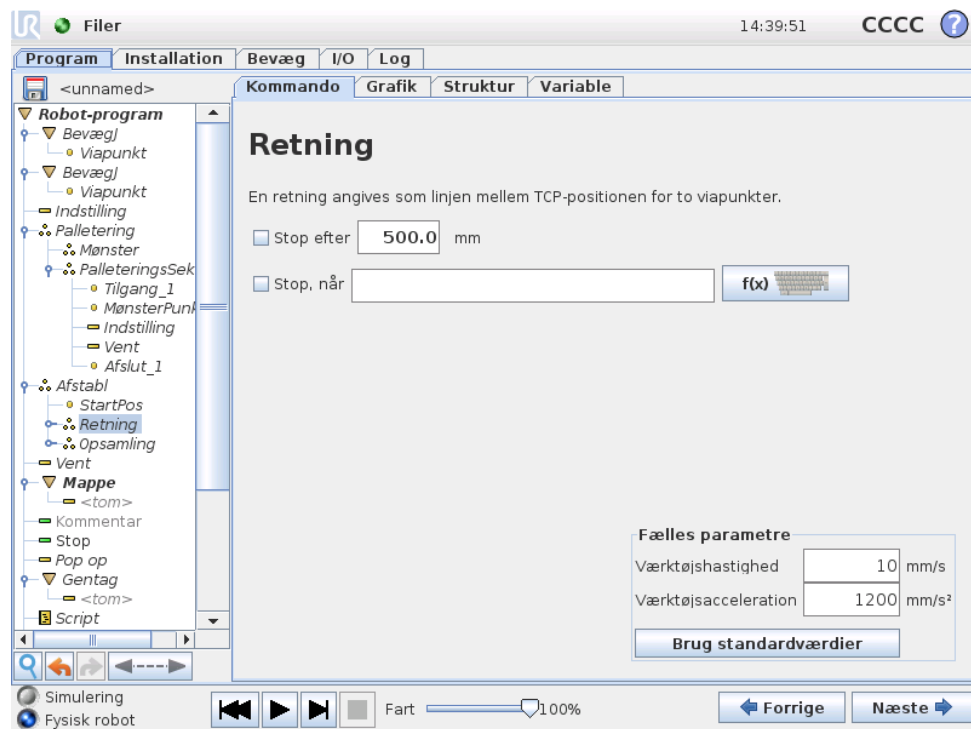 UR Filer 14:39:51 CCCC ?
Program Installation Bevæg I/O Log
<unnamed>
Kommando Grafik Struktur Variable
Robot-program
BevægJ
Viapunkt
BevægJ
Viapunkt
Indstilling
Palletering
Mønster
PalleteringsSek
Tilgang_1
MønsterPunk
Indstilling
Vent
Afslut_1
Afstabl
StartPos
Retning
Opsamling
Vent
Mappe
<tom>
Kommentar
Stop
Pop op
Gentag
<tom>
Script
Retning
En retning angives som linjen mellem TCP-positionen for to viapunkter.
Stop efter 500.0 mm
Stop, når f(x)
Fælles parametre
Værktøjshastighed 10 mm/s
Værktøjsacceleration 1200 mm/s²
Brug standardværdier
Simulering
Fysisk robot
Fart 100%
Forrige Næste